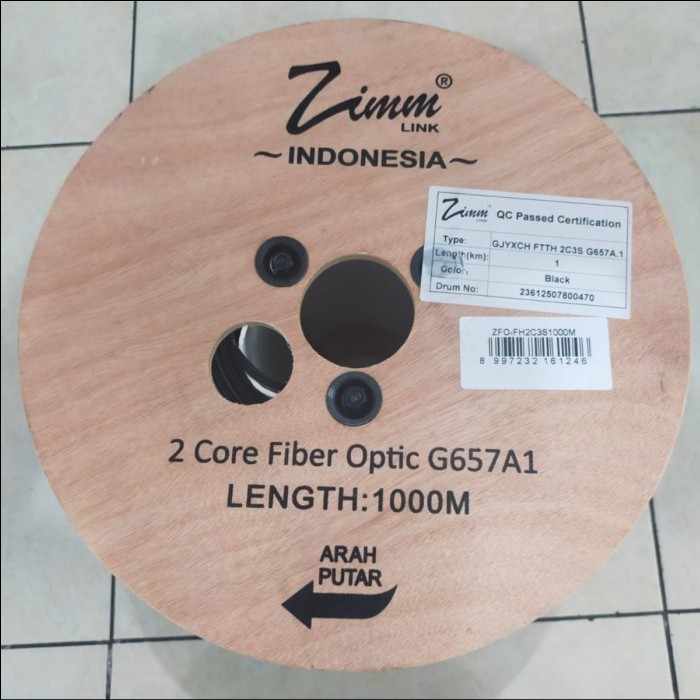 Zimm®
LINK
~INDONESIA~
Zimm
LINK
QC Passed Certification
Type: GJYXCH FTTH 2C3S G657A.1
Length(km): 1
Color: Black
Drum No: 23612507800470
ZFO-FH2C3S1000M
8 997232 161246
2 Core Fiber Optic G657A1
LENGTH:1000M
ARAH
PUTAR